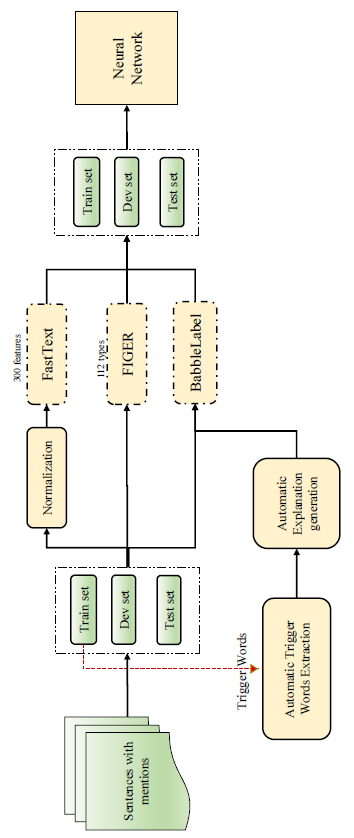 Sentences with
mentions
Train set
Dev set
Test set
Trigger Words
Automatic Trigger
Words Extraction
Automatic
Explanation
generation
Normalization
300 features
FastText
112 types
FIGER
BabbleLabel
Train set
Dev set
Test set
Neural
Network